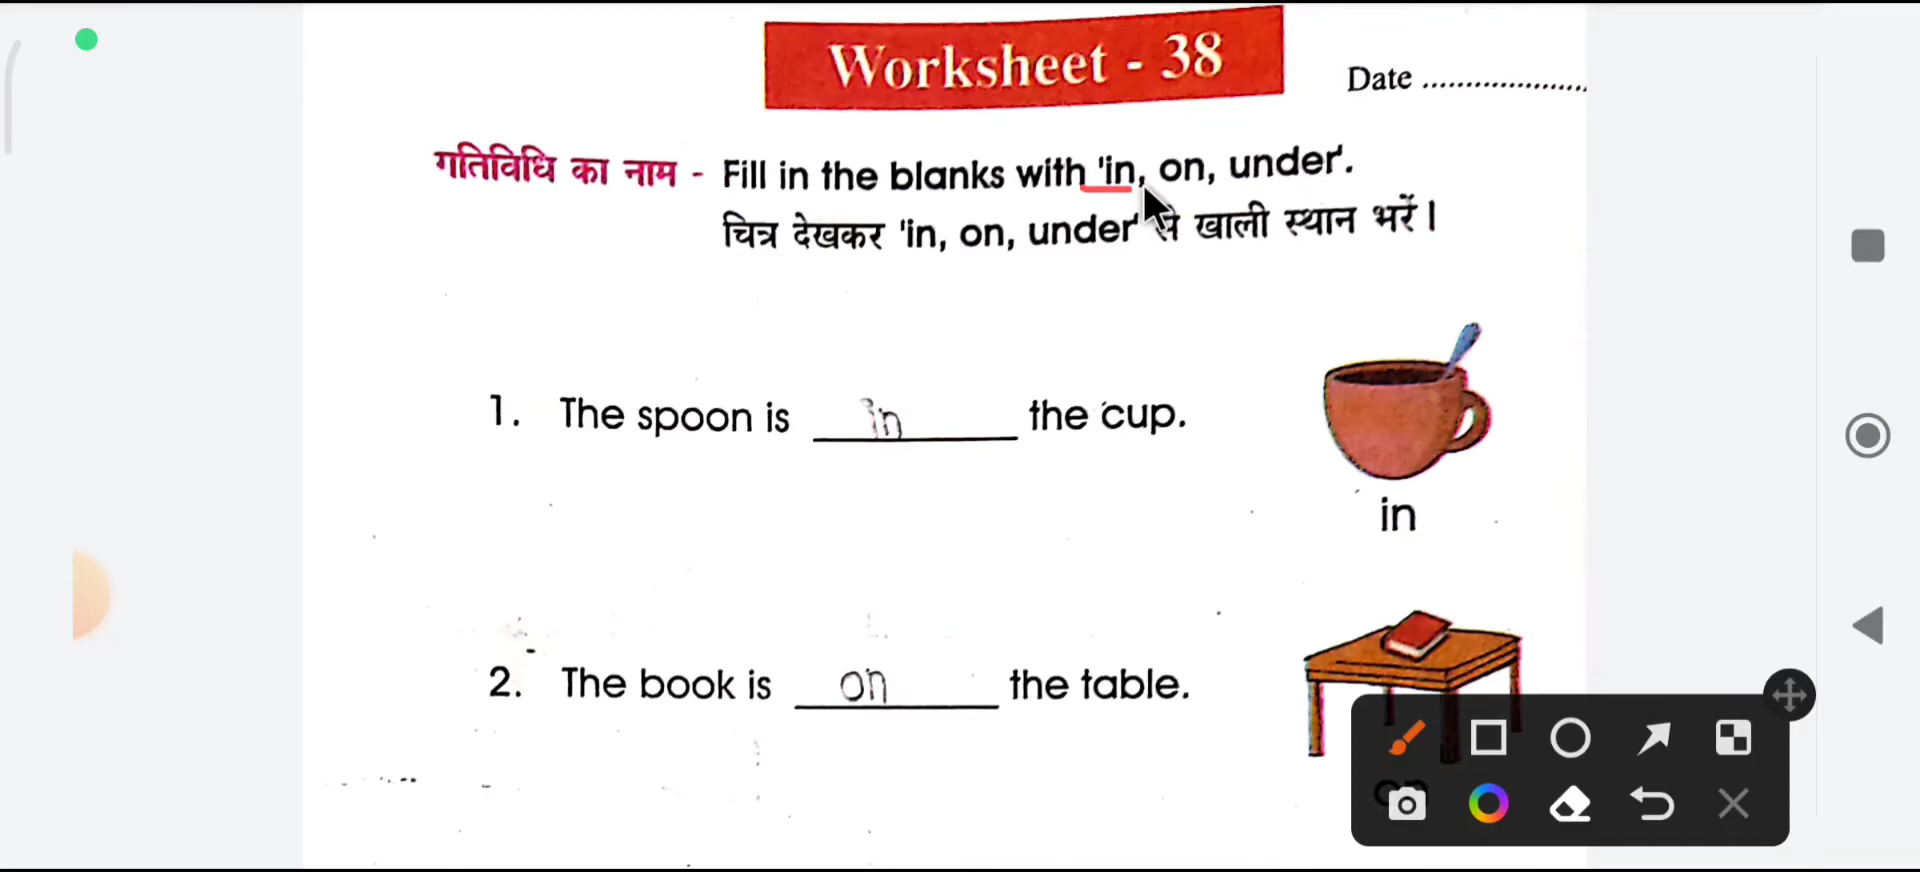 Worksheet - 38
Date ....................
गतिविधि का नाम - Fill in the blanks with 'in, on, under'.
चित्र देखकर 'in, on, under' से खाली स्थान भरें।
1. The spoon is in the cup.
in
2. The book is on the table.
on